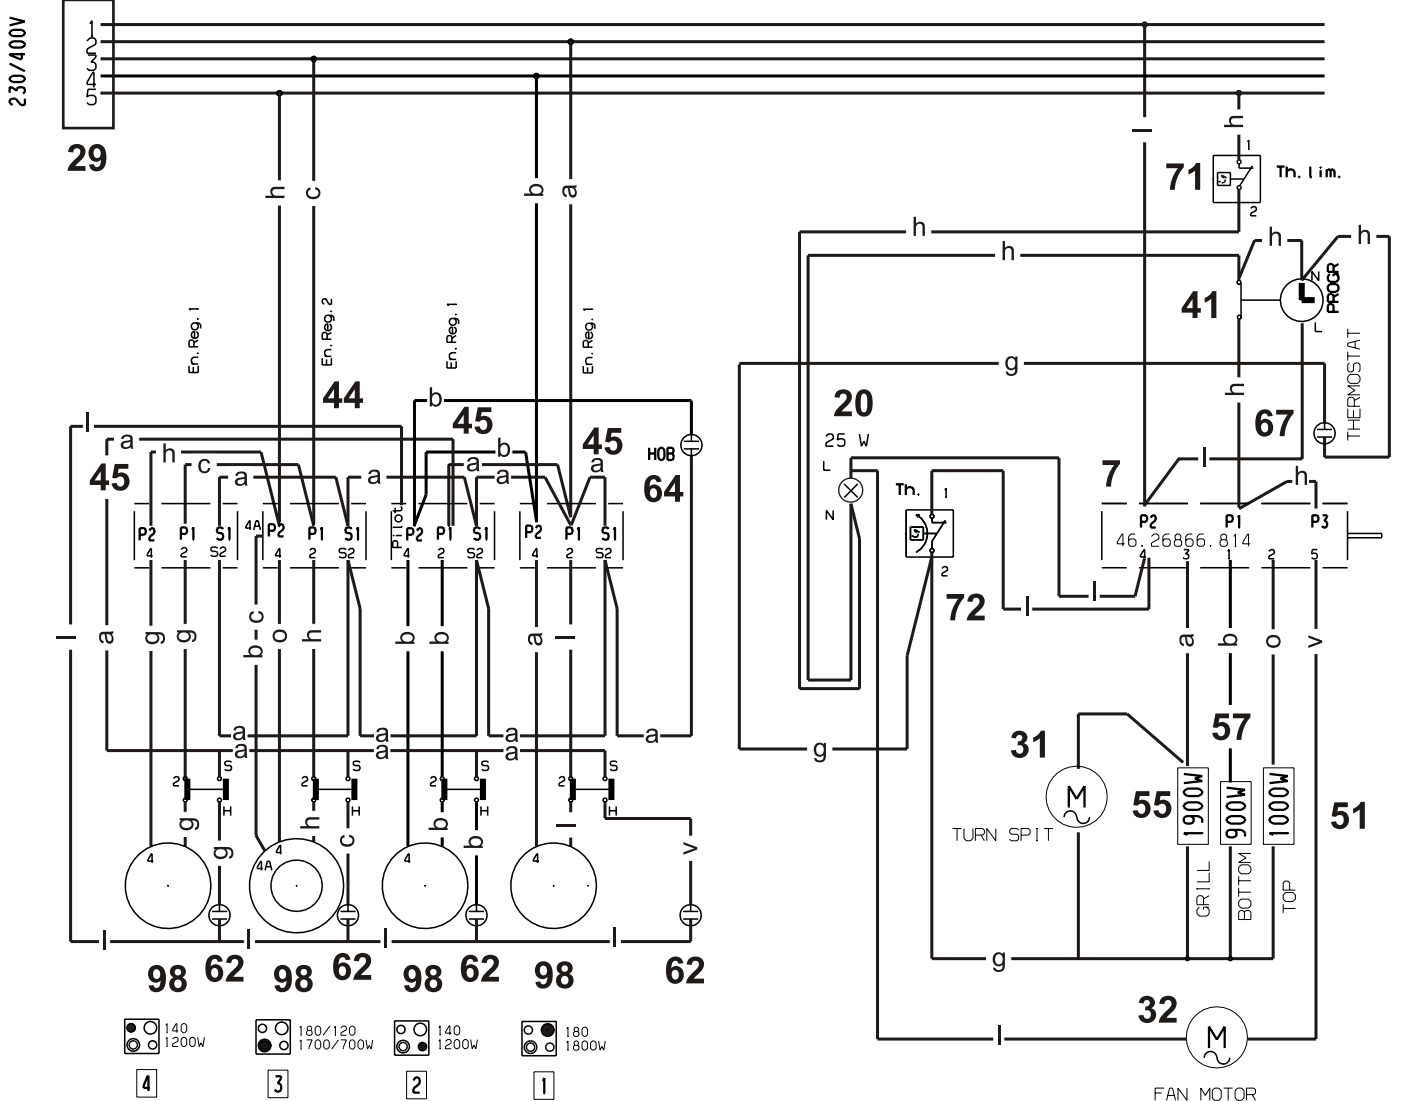 230/400V
1
2
3
4
5
29
h
c
b
a
l
h
1
71
Th. lim.
2
h
h
h
h
N
PROGR
L
41
En. Reg. 1
En. Reg. 2
En. Reg. 1
En. Reg. 1
THERMOSTAT
g
h
44
45
45
45
b
l
a
h
c
a
a
b
a
a
a
HOB
64
20
25 W
L
N
67
l
h
7
Th.
1
2
72
P2 P1 S1
4 2 S2
4A P2 P1 S1
4 2 S2
Pilot
P2 P1 S1
4 2 S2
P2 P1 S1
4 2 S2
P2 P1 P3
46.26866.814
4 3 1 2 5
l
l
l
a
g
g
b-c
o
h
b
b
a
l
a
b
o
v
a
a
a
a
a
a
a
g
31
57
2
S
H
2
S
H
2
S
H
2
S
H
g
g
h
c
b
b
l
v
4
4A
4
4
4
M
TURN SPIT
55
1900W
900W
1000W
51
GRILL
BOTTOM
TOP
l
l
l
l
g
98
62
98
62
98
62
98
62
32
M
l
FAN MOTOR
140
1200W
180/120
1700/700W
140
1200W
180
1800W
4
3
2
1